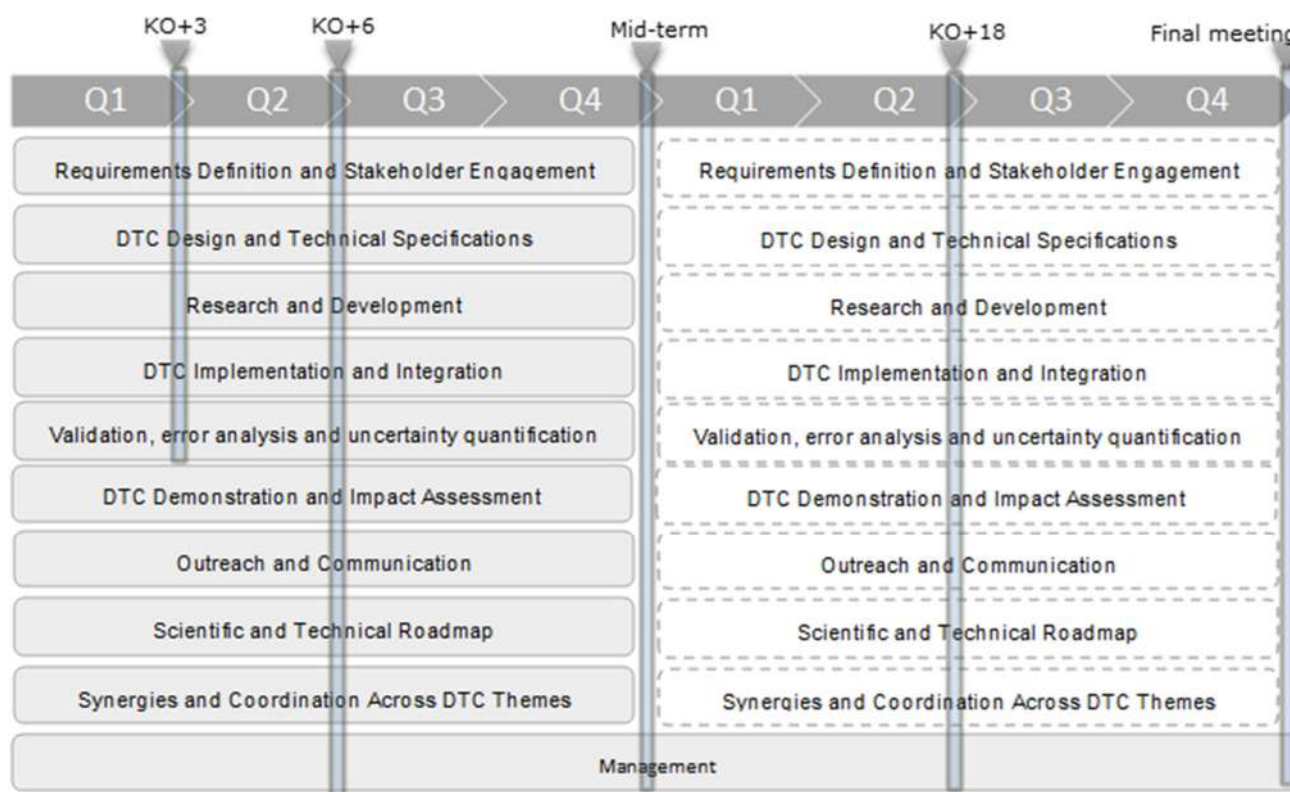 KO+3 KO+6 Mid-term KO+18 Final meeting
Q1 Q2 Q3 Q4 Q1 Q2 Q3 Q4
Requirements Definition and Stakeholder Engagement Requirements Definition and Stakeholder Engagement
DTC Design and Technical Specifications DTC Design and Technical Specifications
Research and Development Research and Development
DTC Implementation and Integration DTC Implementation and Integration
Validation, error analysis and uncertainty quantification Validation, error analysis and uncertainty quantification
DTC Demonstration and Impact Assessment DTC Demonstration and Impact Assessment
Outreach and Communication Outreach and Communication
Scientific and Technical Roadmap Scientific and Technical Roadmap
Synergies and Coordination Across DTC Themes Synergies and Coordination Across DTC Themes
Management